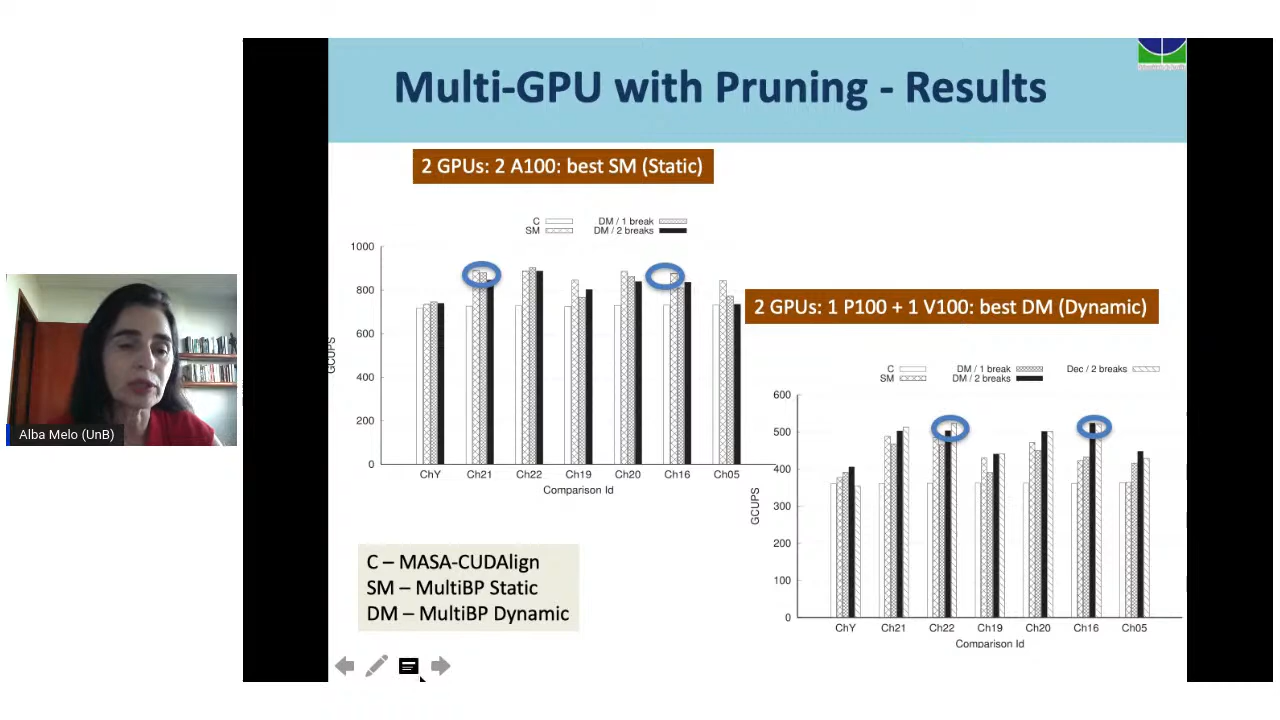 Multi-GPU with Pruning - Results
2 GPUs: 2 A100: best SM (Static)
C
SM
DM / 1 break
DM / 2 breaks
1000
800
600
400
200
0
GCUPS
ChY Ch21 Ch22 Ch19 Ch20 Ch16 Ch05
Comparison Id
2 GPUs: 1 P100 + 1 V100: best DM (Dynamic)
C
SM
DM / 1 break
DM / 2 breaks
Dec / 2 breaks
600
500
400
300
200
100
0
GCUPS
ChY Ch21 Ch22 Ch19 Ch20 Ch16 Ch05
Comparison Id
C – MASA-CUDAlign
SM – MultiBP Static
DM – MultiBP Dynamic
Alba Melo (UnB)